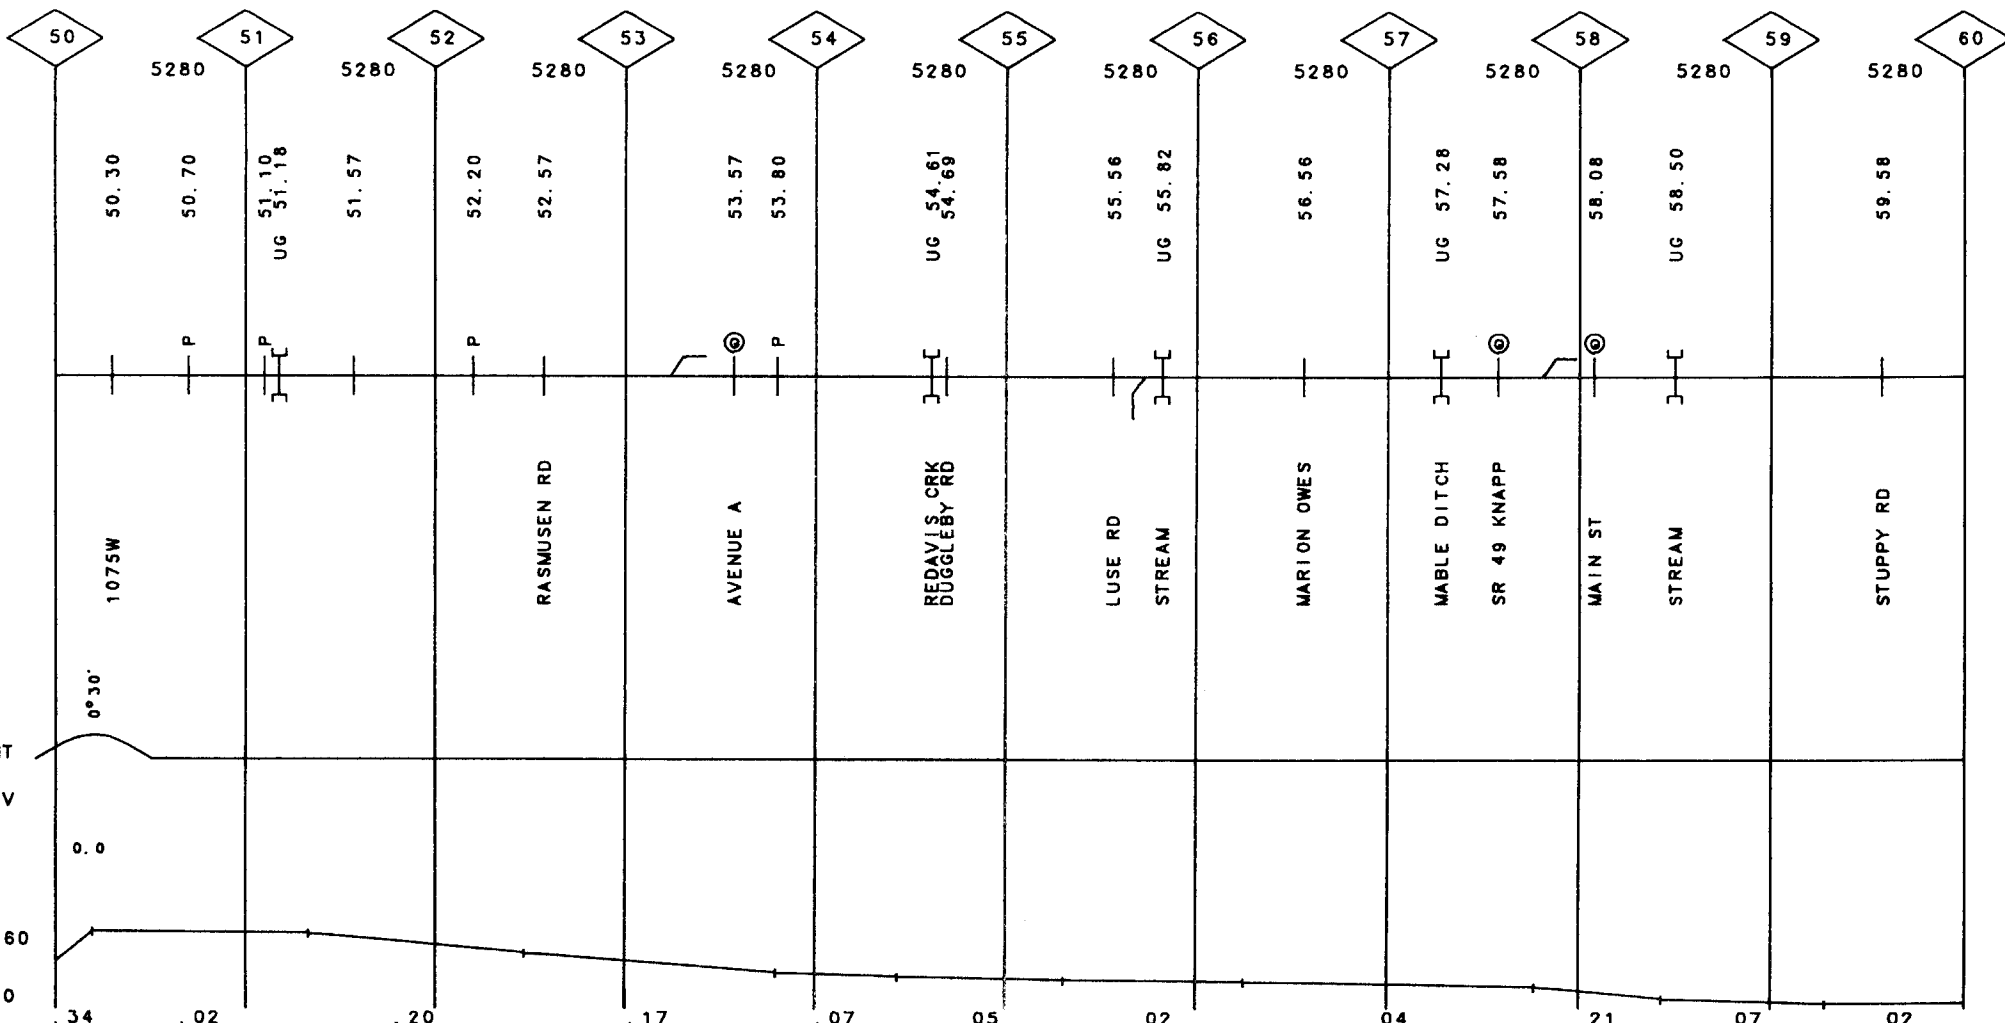 50 51 52 53 54 55 56 57 58 59 60
5280 5280 5280 5280 5280 5280 5280 5280 5280 5280
50.30
50.70
51.10
UG 51.18
51.57
52.20
52.57
53.57
53.80
UG 54.61
54.69
55.56
UG 55.82
56.56
UG 57.28
57.58
58.08
UG 58.50
59.58
P P P P
1075W
RASMUSEN RD
AVENUE A
REDAVIS CRK
DUGGLEBY RD
LUSE RD
STREAM
MARION OWES
MABLE DITCH
SR 49 KNAPP
MAIN ST
STREAM
STUPPY RD
0°30'
T
V
0.0
60
0
.34 .02 .20 .17 .07 .05 .02 .04 .21 .07 .02